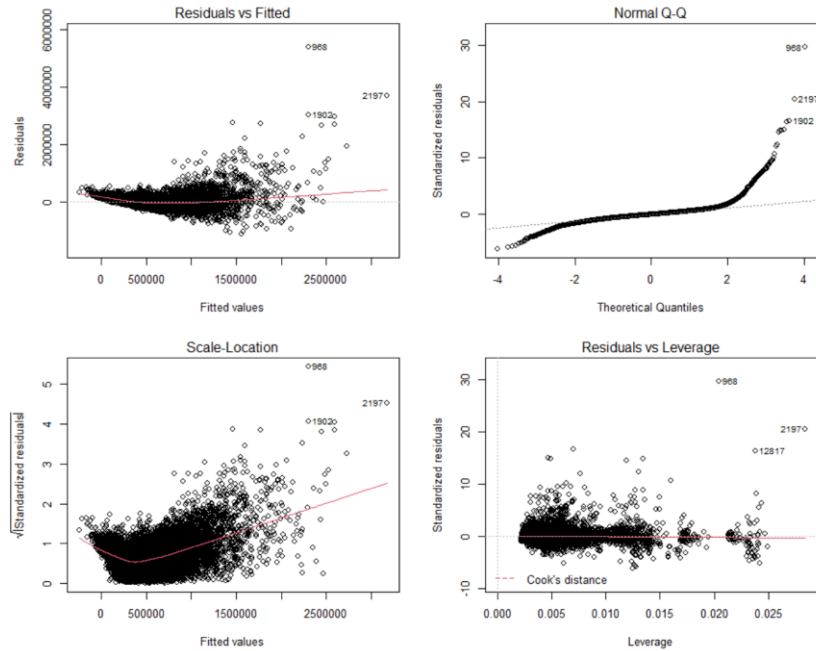 Residuals vs Fitted
6000000
4000000
2000000
0
Residuals
968
2197
1902
0 500000 1500000 2500000
Fitted values
Normal Q-Q
30
20
10
0
Standardized residuals
968
2197
1902
-4 -2 0 2 4
Theoretical Quantiles
Scale-Location
5
4
3
2
1
0
√|Standardized residuals|
968
2197
1902
0 500000 1500000 2500000
Fitted values
Residuals vs Leverage
30
20
10
0
-10
Standardized residuals
968
2197
12817
Cook's distance
0.000 0.005 0.010 0.015 0.020 0.025
Leverage